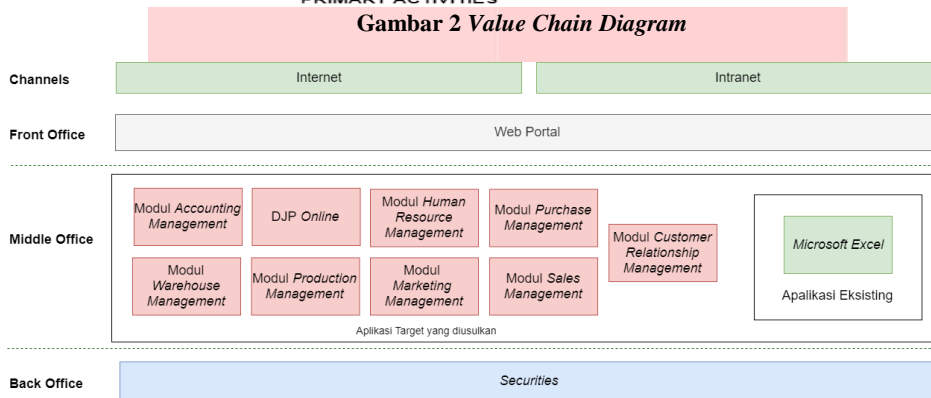 PRIMARY ACTIVITIES
Gambar 2 Value Chain Diagram
Channels
Internet
Intranet
Front Office
Web Portal
Middle Office
Modul Accounting
Management
DJP Online
Modul Human
Resource
Management
Modul Purchase
Management
Modul Customer
Relationship
Management
Microsoft Excel
Modul
Warehouse
Management
Modul Production
Management
Modul
Marketing
Management
Modul Sales
Management
Apalikasi Eksisting
Aplikasi Target yang diusulkan
Back Office
Securities